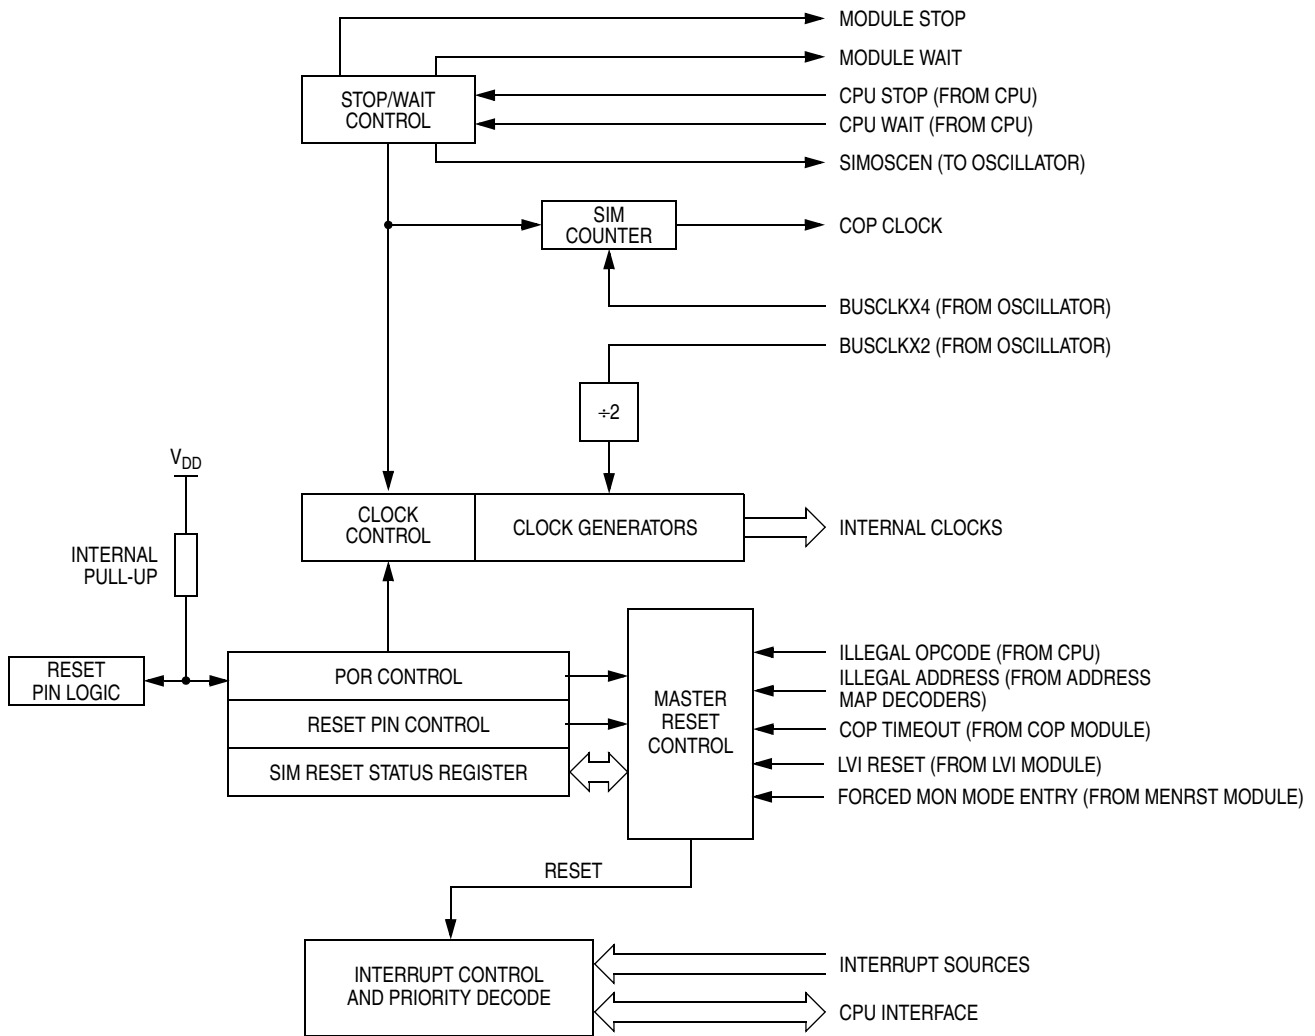 MODULE STOP
MODULE WAIT
STOP/WAIT
CONTROL
CPU STOP (FROM CPU)
CPU WAIT (FROM CPU)
SIMOSCEN (TO OSCILLATOR)
SIM
COUNTER
COP CLOCK
BUSCLKX4 (FROM OSCILLATOR)
BUSCLKX2 (FROM OSCILLATOR)
÷2
VDD
CLOCK
CONTROL
CLOCK GENERATORS
INTERNAL CLOCKS
INTERNAL
PULL-UP
RESET
PIN LOGIC
POR CONTROL
RESET PIN CONTROL
SIM RESET STATUS REGISTER
MASTER
RESET
CONTROL
ILLEGAL OPCODE (FROM CPU)
ILLEGAL ADDRESS (FROM ADDRESS
MAP DECODERS)
COP TIMEOUT (FROM COP MODULE)
LVI RESET (FROM LVI MODULE)
FORCED MON MODE ENTRY (FROM MENRST MODULE)
RESET
INTERRUPT CONTROL
AND PRIORITY DECODE
INTERRUPT SOURCES
CPU INTERFACE